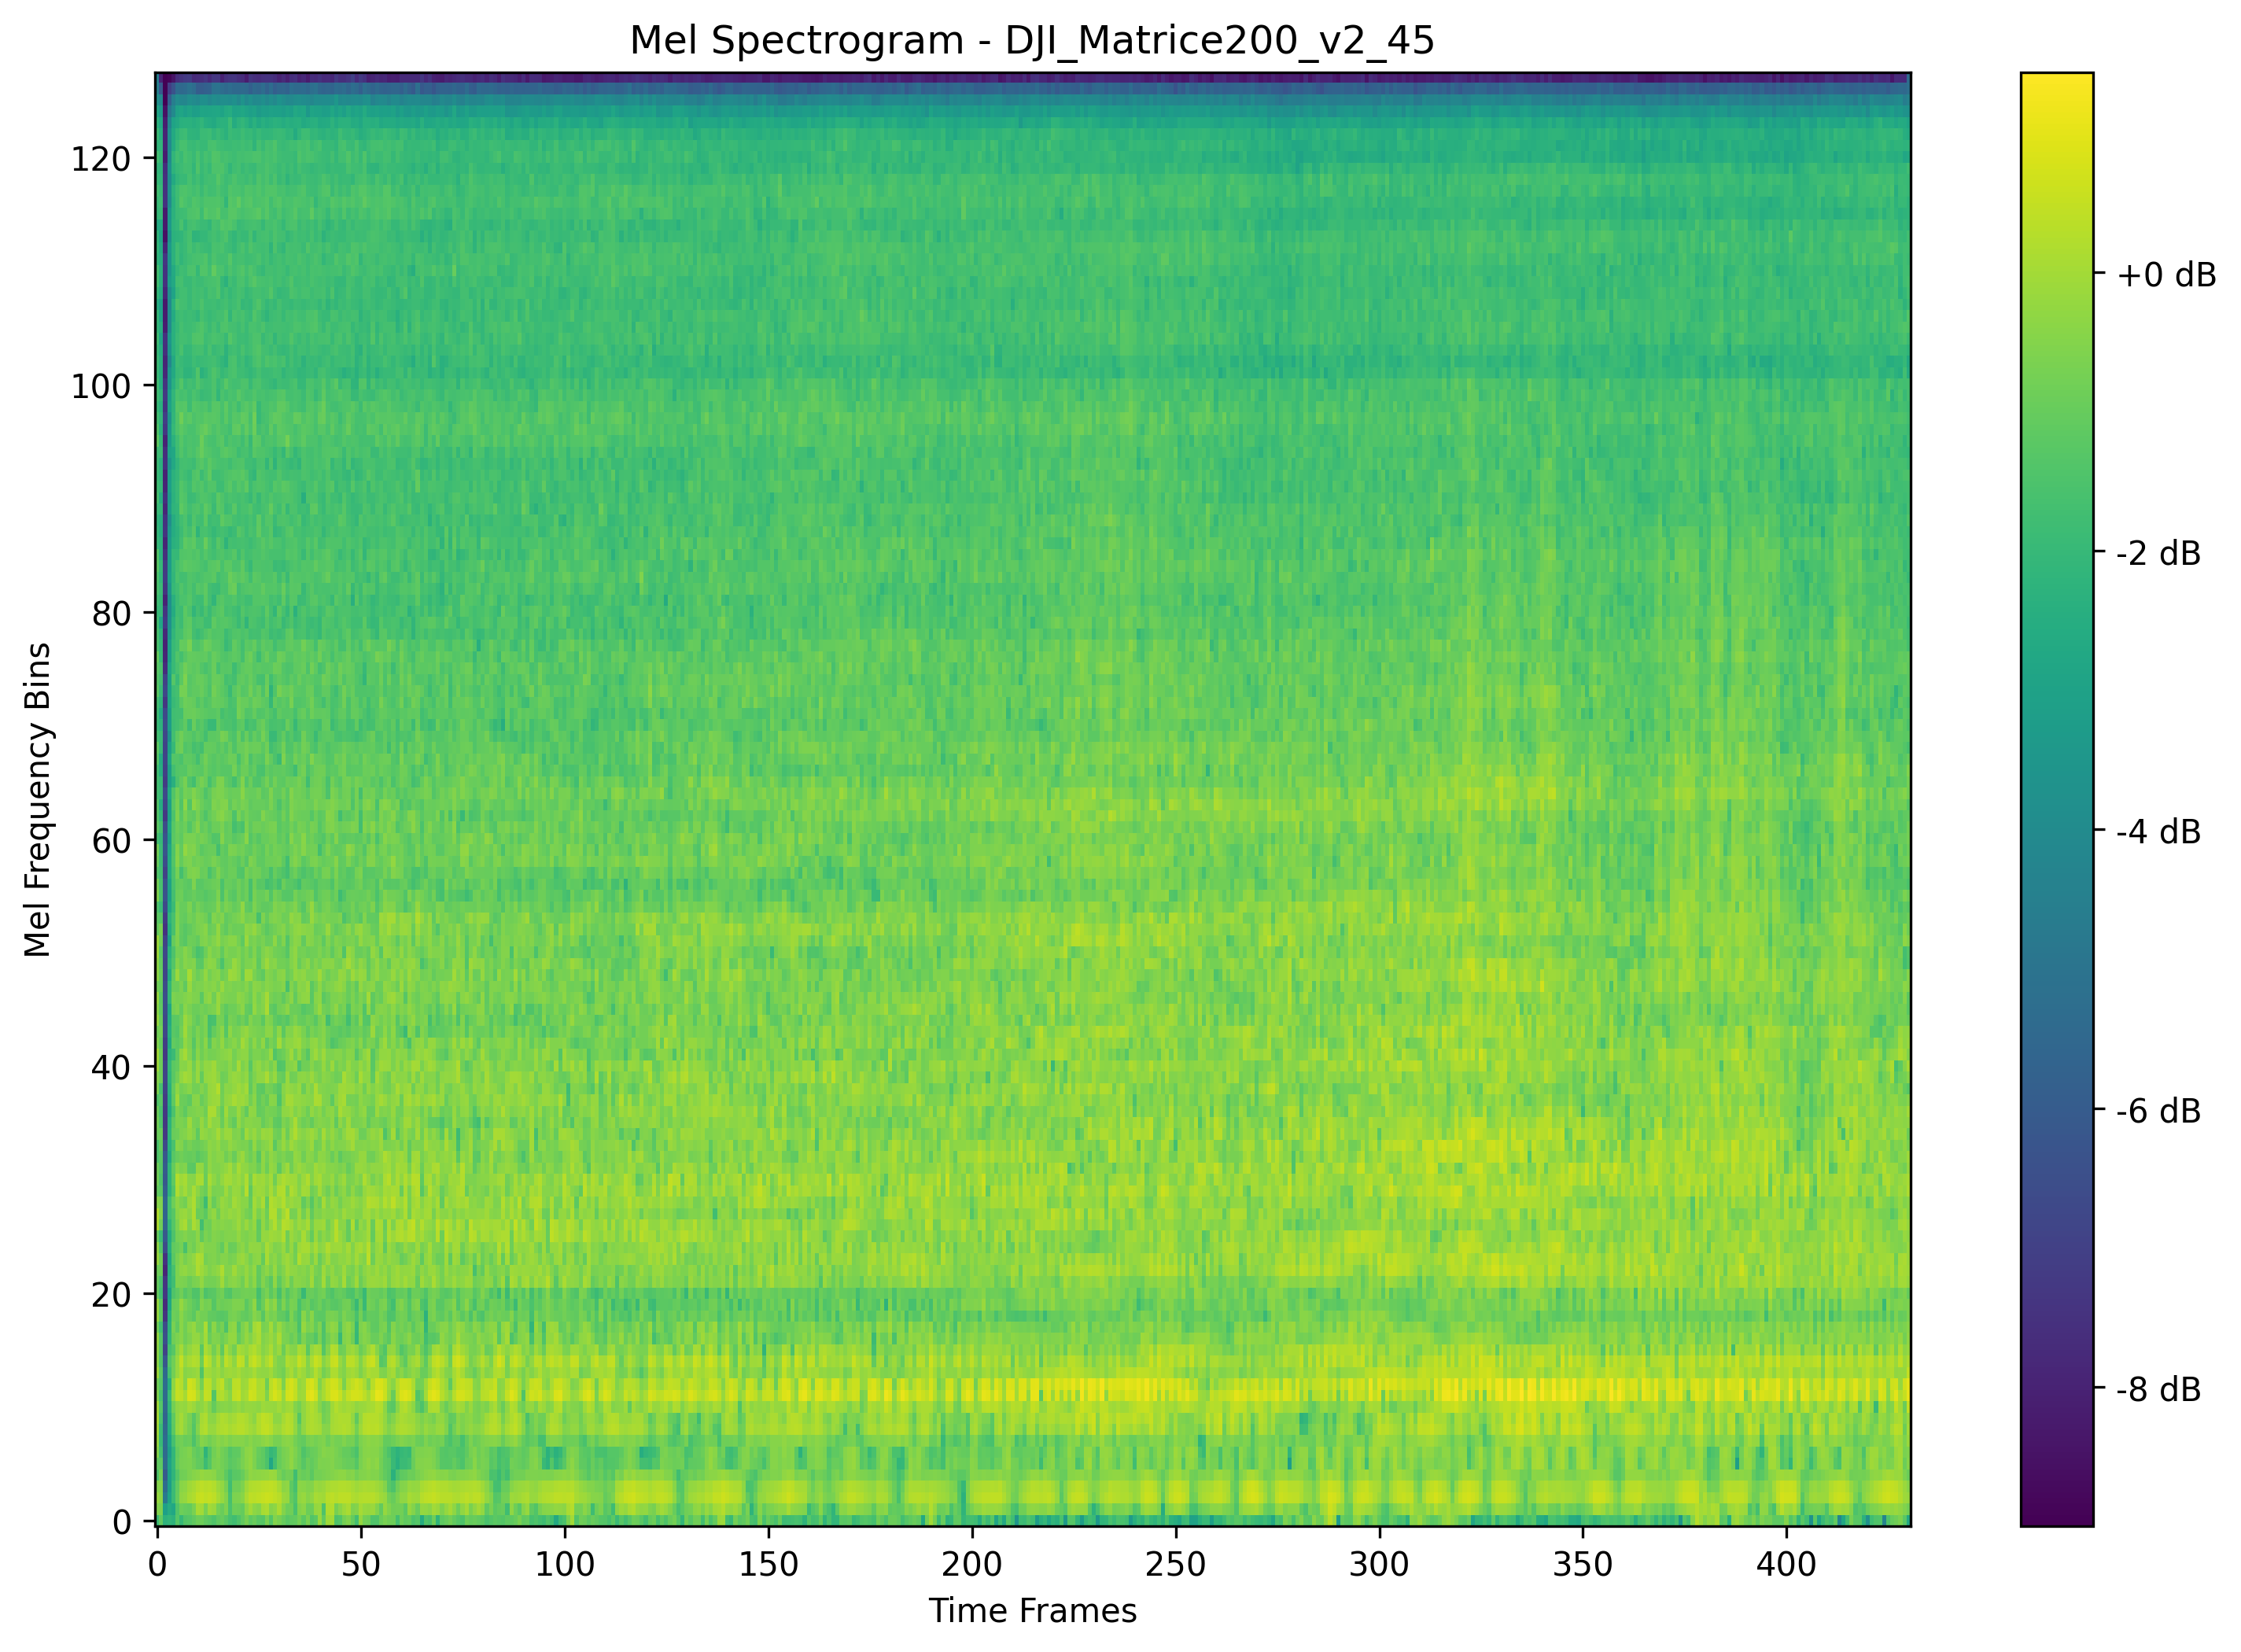 Mel Spectrogram - DJI_Matrice200_v2_45
120
100
80
60
40
20
0
Mel Frequency Bins
0 50 100 150 200 250 300 350 400
Time Frames
+0 dB
-2 dB
-4 dB
-6 dB
-8 dB